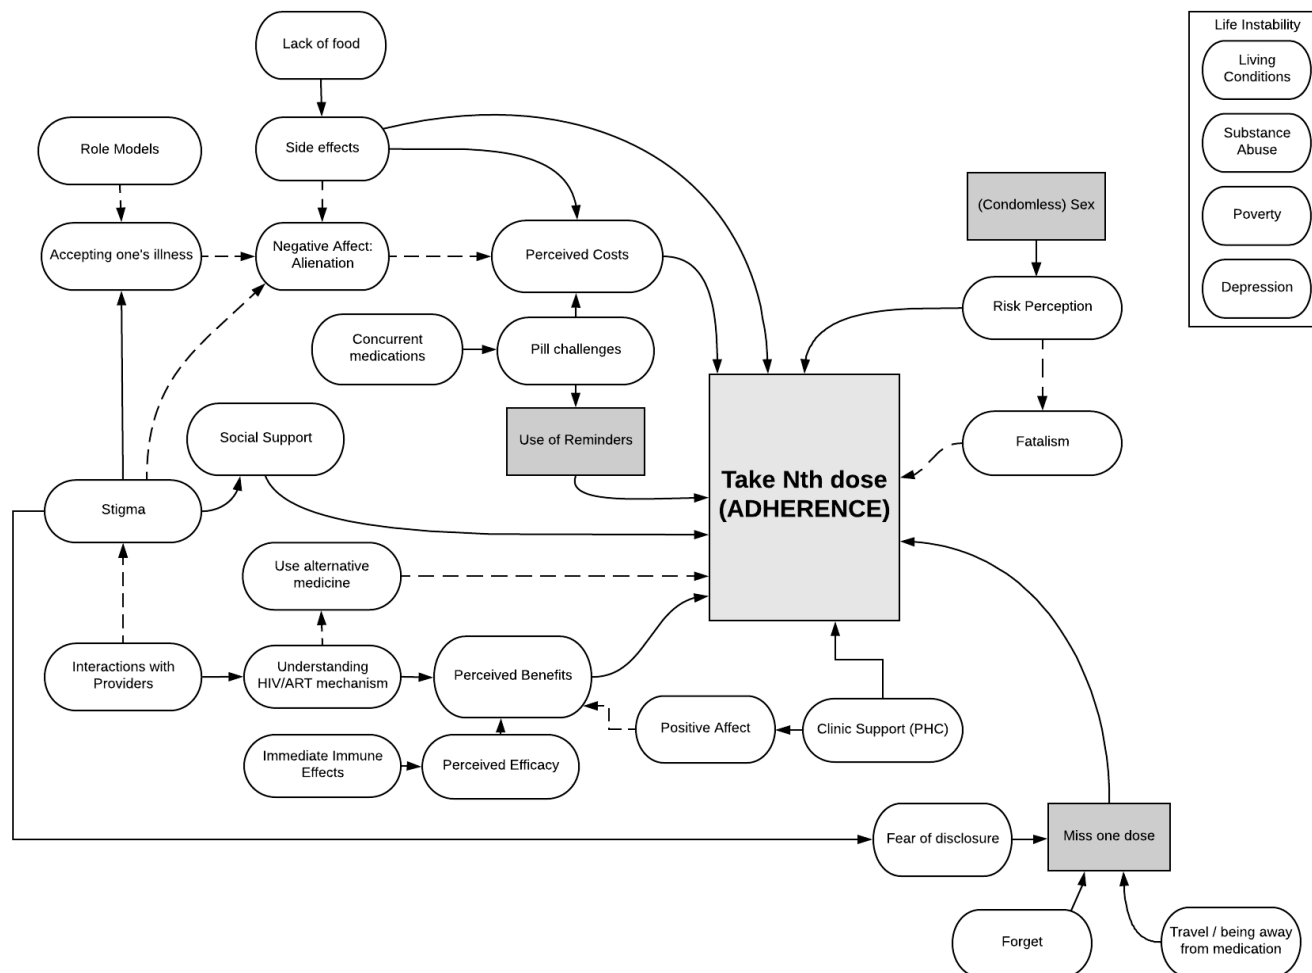 Lack of food
Life Instability
Living
Conditions
Role Models
Side effects
Substance
Abuse
(Condomless) Sex
Poverty
Accepting one's illness
Negative Affect:
Alienation
Perceived Costs
Depression
Risk Perception
Concurrent
medications
Pill challenges
Social Support
Use of Reminders
Fatalism
Take Nth dose
(ADHERENCE)
Stigma
Use alternative
medicine
Interactions with
Providers
Understanding
HIV/ART mechanism
Perceived Benefits
Positive Affect
Clinic Support (PHC)
Immediate Immune
Effects
Perceived Efficacy
Fear of disclosure
Miss one dose
Forget
Travel / being away
from medication